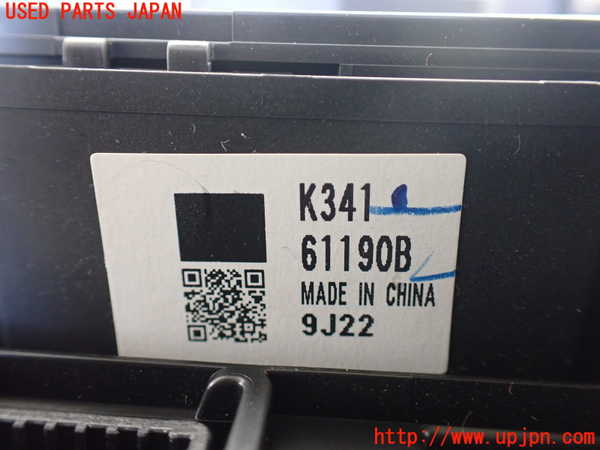 USED PARTS JAPAN
K341
61190B
MADE IN CHINA
9J22
http://www.upjpn.com/